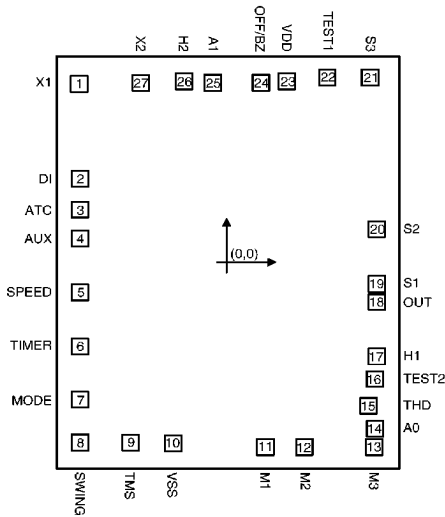 X2 H2 A1 OFF/BZ VDD TEST1 S3
X1 1 27 26 25 24 23 22 21
DI 2
ATC 3
20 S2
AUX 4
(0,0)
19 S1
SPEED 5
18 OUT
TIMER 6
17 H1
16 TEST2
MODE 7
15 THD
14 A0
8 9 10 11 12 13
SWING TMS VSS M1 M2 M3